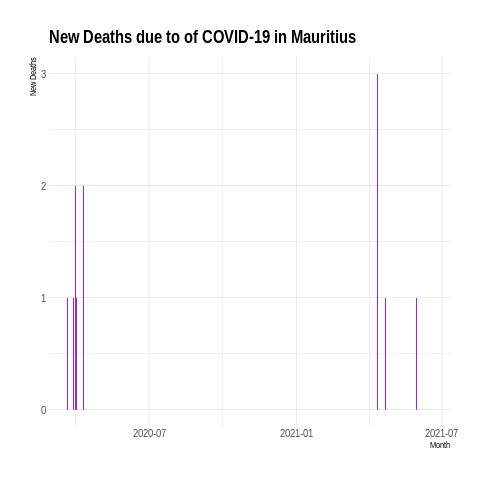 New Deaths due to of COVID-19 in Mauritius
New Deaths
3
2
1
0
2020-07
2021-01
2021-07
Month